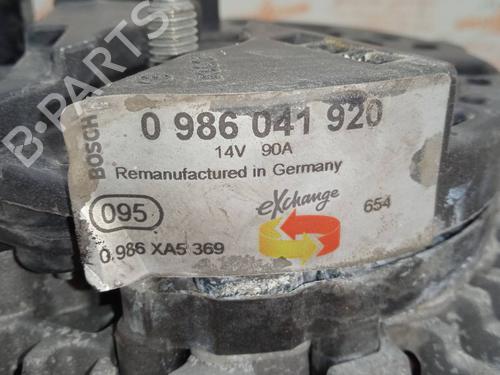 BOSCH
0 986 041 920
14V 90A
Remanufactured in Germany
095
eXchange
654
0 986 XA5 369
B-PARTS